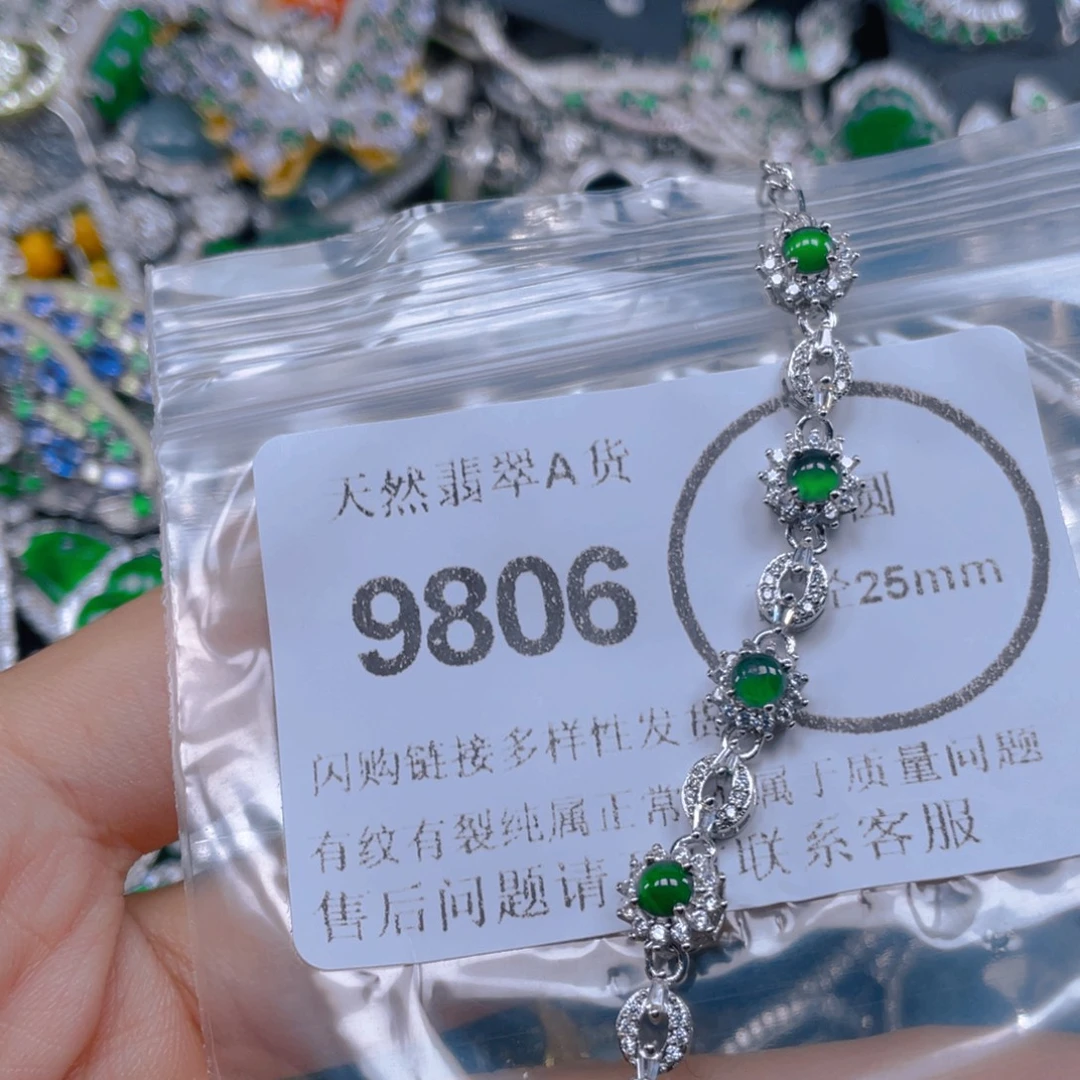 天然翡翠A货
9806
圆
25mm
闪购链接多样性发
有纹有裂纯属正常 属于质量问题
售后问题请 联系客服